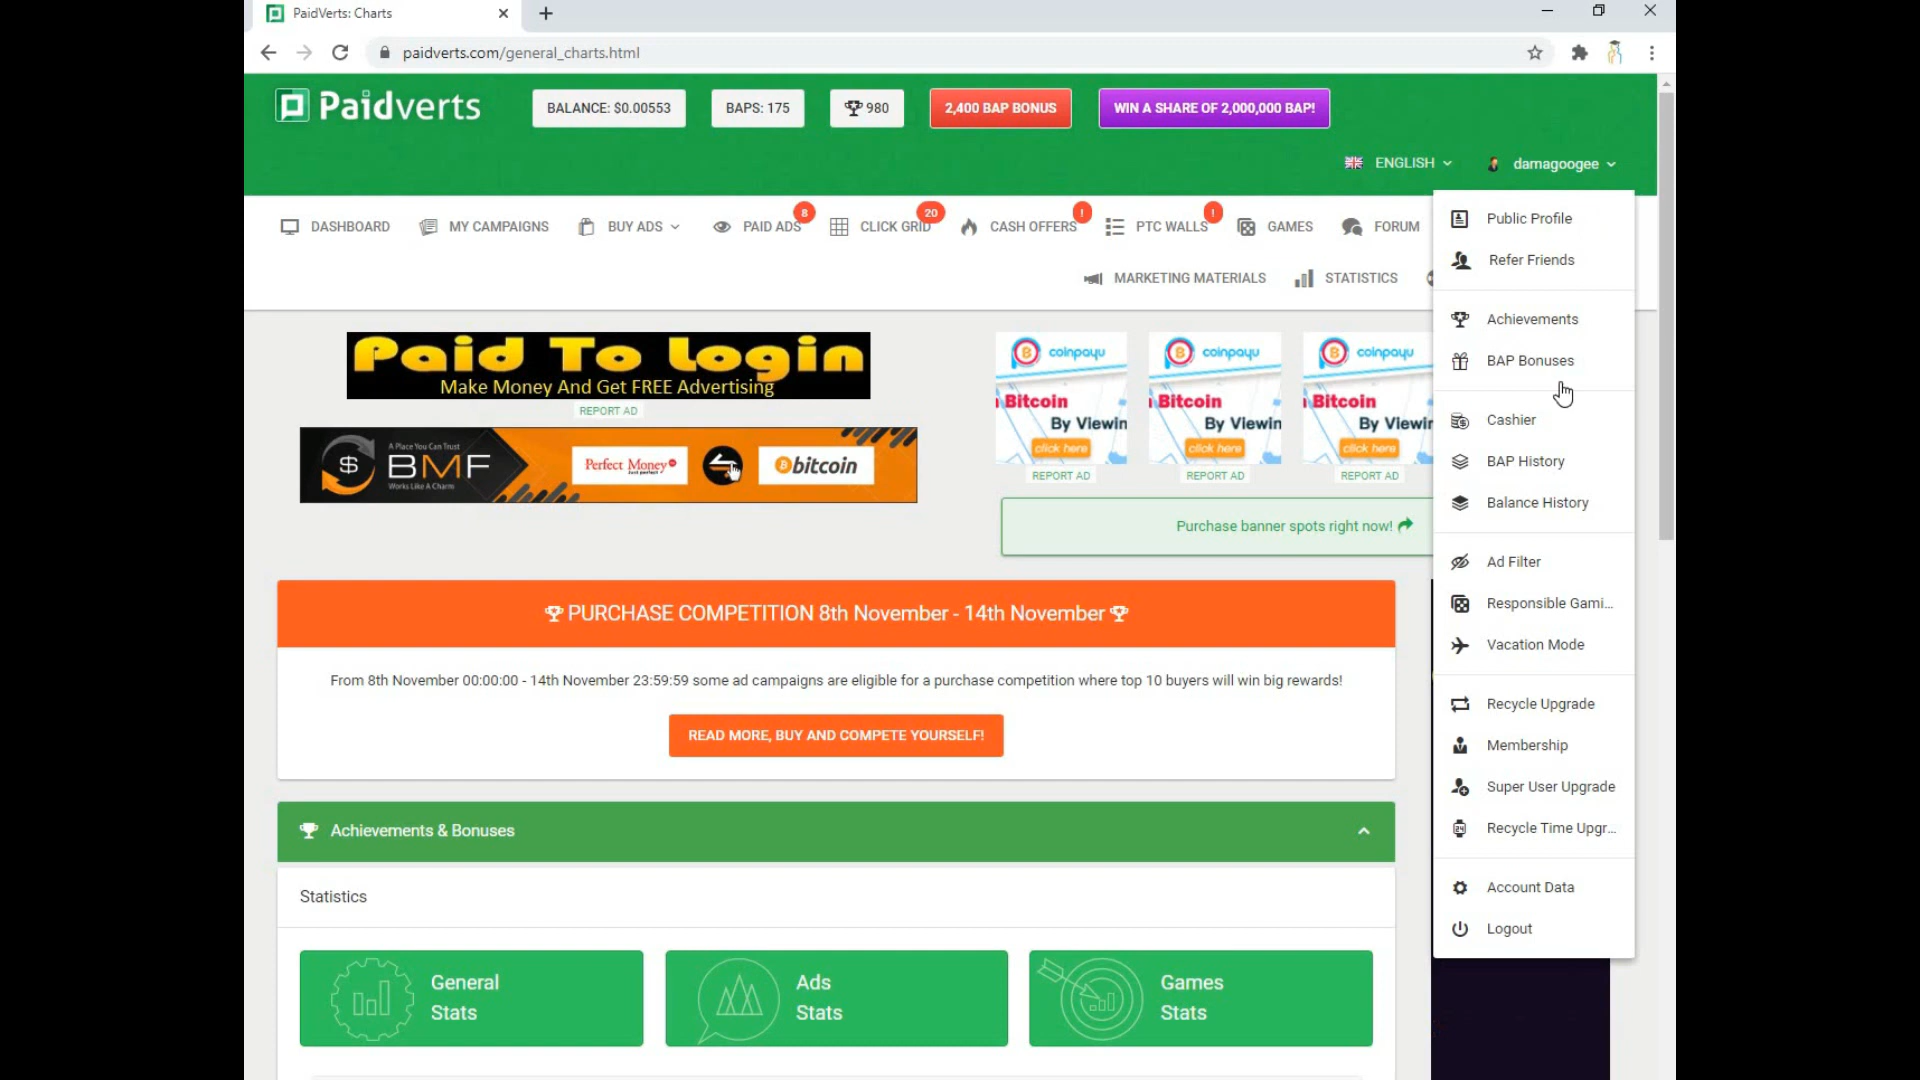 PaidVerts: Charts
paidverts.com/general_charts.html
Paidverts
BALANCE: $0.00553
BAPS: 175
980
2,400 BAP BONUS
WIN A SHARE OF 2,000,000 BAP!
ENGLISH
damagoogee
DASHBOARD
MY CAMPAIGNS
BUY ADS
PAID ADS
8
CLICK GRID
20
CASH OFFERS
!
PTC WALLS
!
GAMES
FORUM
MARKETING MATERIALS
STATISTICS
Public Profile
Refer Friends
Achievements
BAP Bonuses
Cashier
BAP History
Balance History
Ad Filter
Responsible Gami...
Vacation Mode
Recycle Upgrade
Membership
Super User Upgrade
Recycle Time Upgr...
Account Data
Logout
Paid To Login
Make Money And Get FREE Advertising
REPORT AD
A Place You Can Trust
BMF
Works Like A Charm
Perfect Money
bitcoin
coinpayu
Bitcoin
By Viewin
click here
REPORT AD
coinpayu
Bitcoin
By Viewin
click here
REPORT AD
coinpayu
Bitcoin
By Viewin
click here
REPORT AD
Purchase banner spots right now!
PURCHASE COMPETITION 8th November - 14th November
From 8th November 00:00:00 - 14th November 23:59:59 some ad campaigns are eligible for a purchase competition where top 10 buyers will win big rewards!
READ MORE, BUY AND COMPETE YOURSELF!
Achievements & Bonuses
Statistics
General
Stats
Ads
Stats
Games
Stats